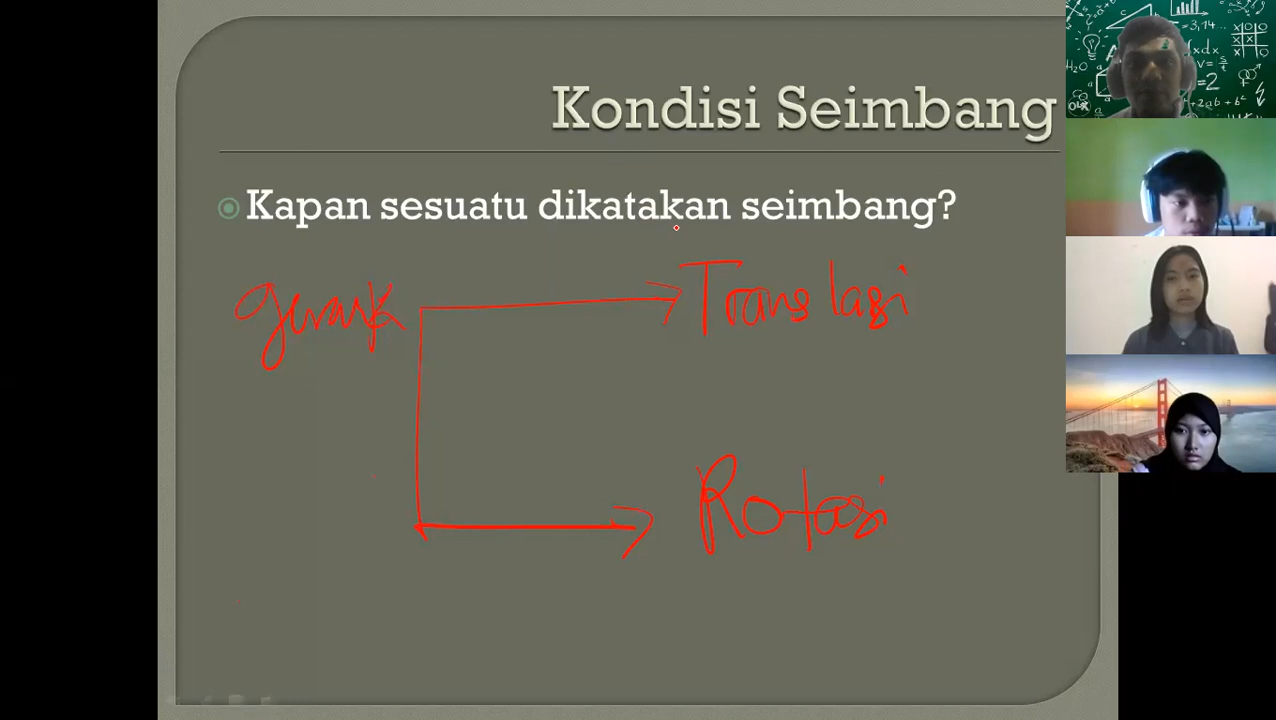 Kondisi Seimbang
Kapan sesuatu dikatakan seimbang?
gerak
Translasi
Rotasi